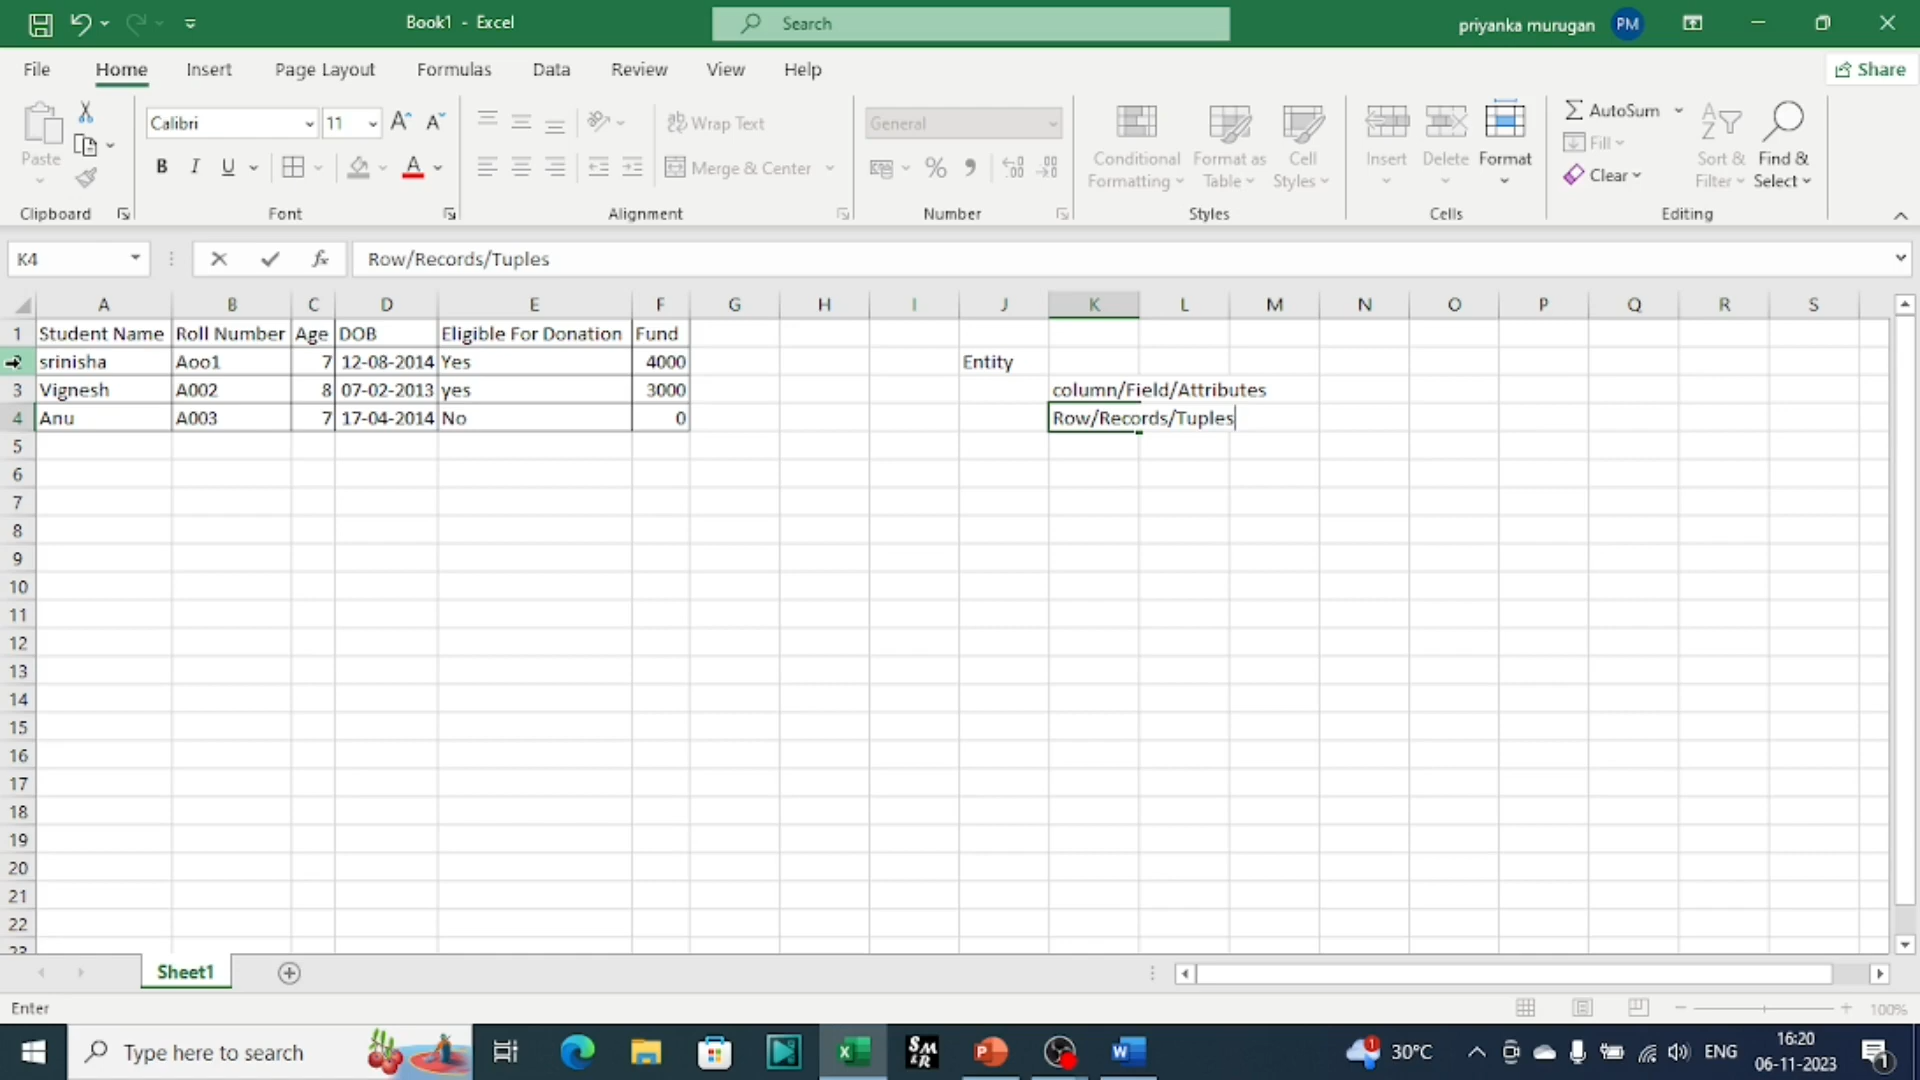 Book1 - Excel
Search
priyanka murugan PM
File Home Insert Page Layout Formulas Data Review View Help
Share
Paste
Clipboard
Calibri 11
B I U
Font
Wrap Text
Merge & Center
Alignment
General
%
Number
Conditional Formatting
Format as Table
Cell Styles
Styles
Insert Delete Format
Cells
AutoSum
Fill
Clear
Sort & Filter
Find & Select
Editing
K4
fx Row/Records/Tuples
A B C D E F G H I J K L M N O P Q R S
1 Student Name Roll Number Age DOB Eligible For Donation Fund
2 srinisha Aoo1 7 12-08-2014 Yes 4000 Entity
3 Vignesh A002 8 07-02-2013 yes 3000 column/Field/Attributes
4 Anu A003 7 17-04-2014 No 0 Row/Records/Tuples
5
6
7
8
9
10
11
12
13
14
15
16
17
18
19
20
21
22
23
Sheet1
Enter
100%
Type here to search
30°C
ENG
16:20
06-11-2023